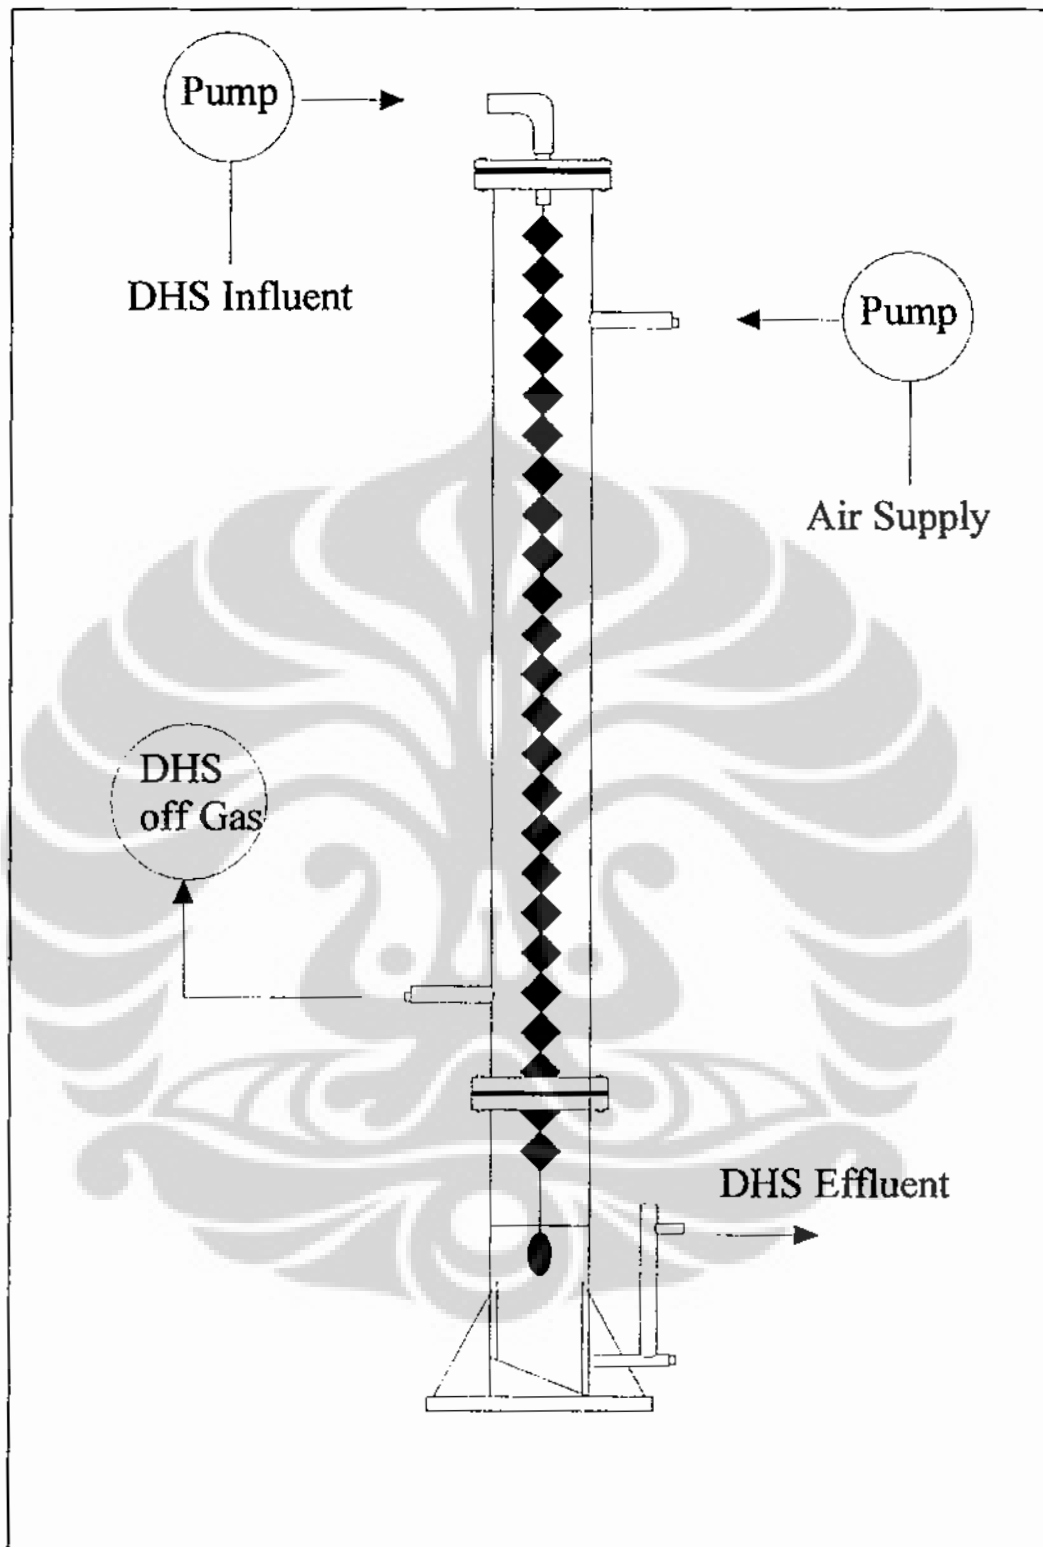 Pump
DHS Influent
Pump
Air Supply
DHS
off Gas
DHS Effluent